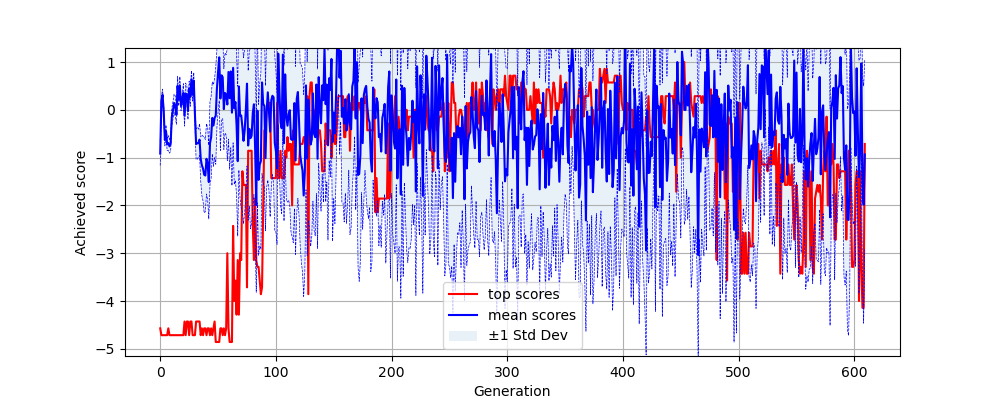 1
0
−1
−2
−3
−4
−5
Achieved score
top scores
mean scores
±1 Std Dev
0
100
200
300
400
500
600
Generation